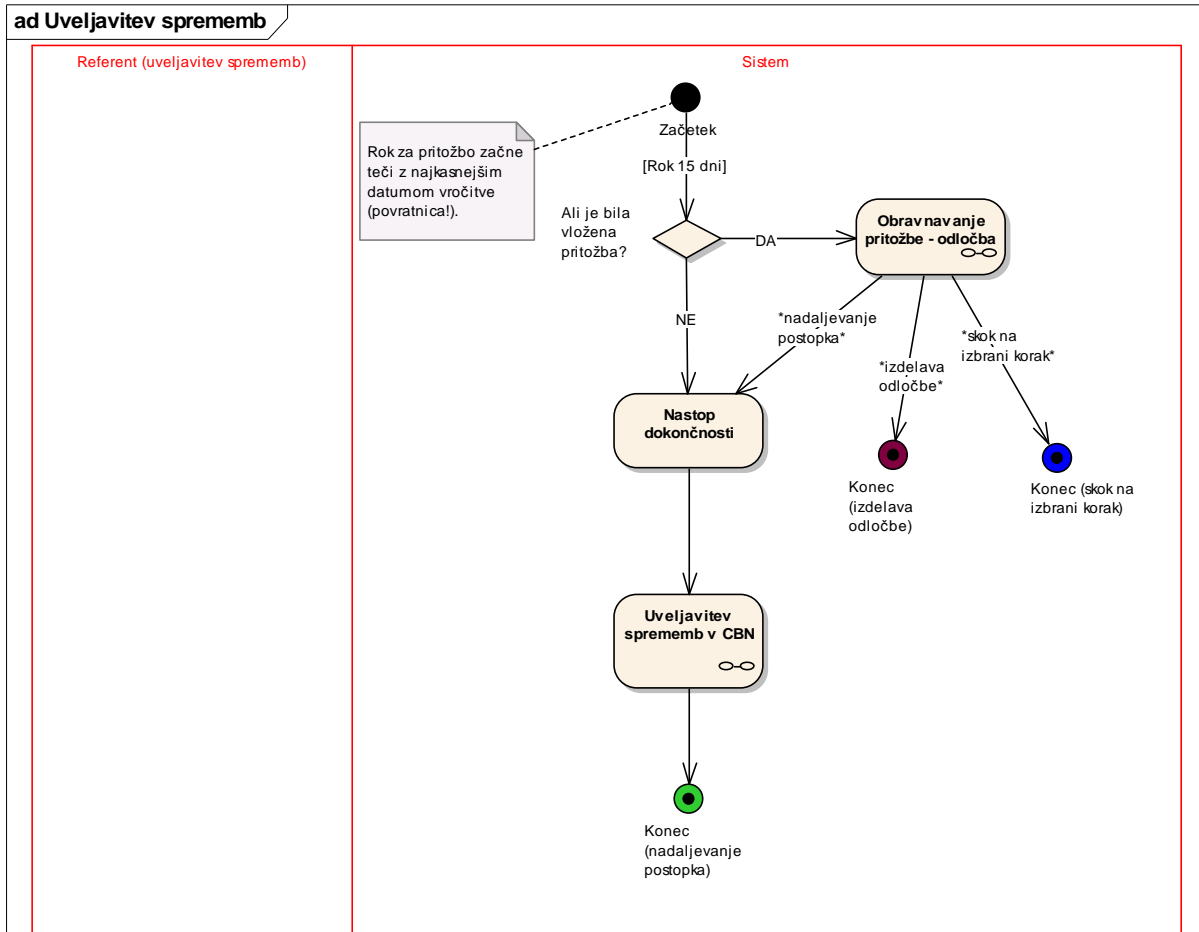 ad Uveljavitev sprememb
Referent (uveljavitev sprememb)
Sistem
Začetek
Rok za pritožbo začne
teči z najkasnejšim
datumom vročitve
(povratnica!).
[Rok 15 dni]
Ali je bila
vložena
pritožba?
DA
Obravnavanje
pritožbe - odločba
NE
*nadaljevanje
postopka*
*izdelava
odločbe*
*skok na
izbrani korak*
Nastop
dokončnosti
Konec
(izdelava
odločbe)
Konec (skok na
izbrani korak)
Uveljavitev
sprememb v CBN
Konec
(nadaljevanje
postopka)